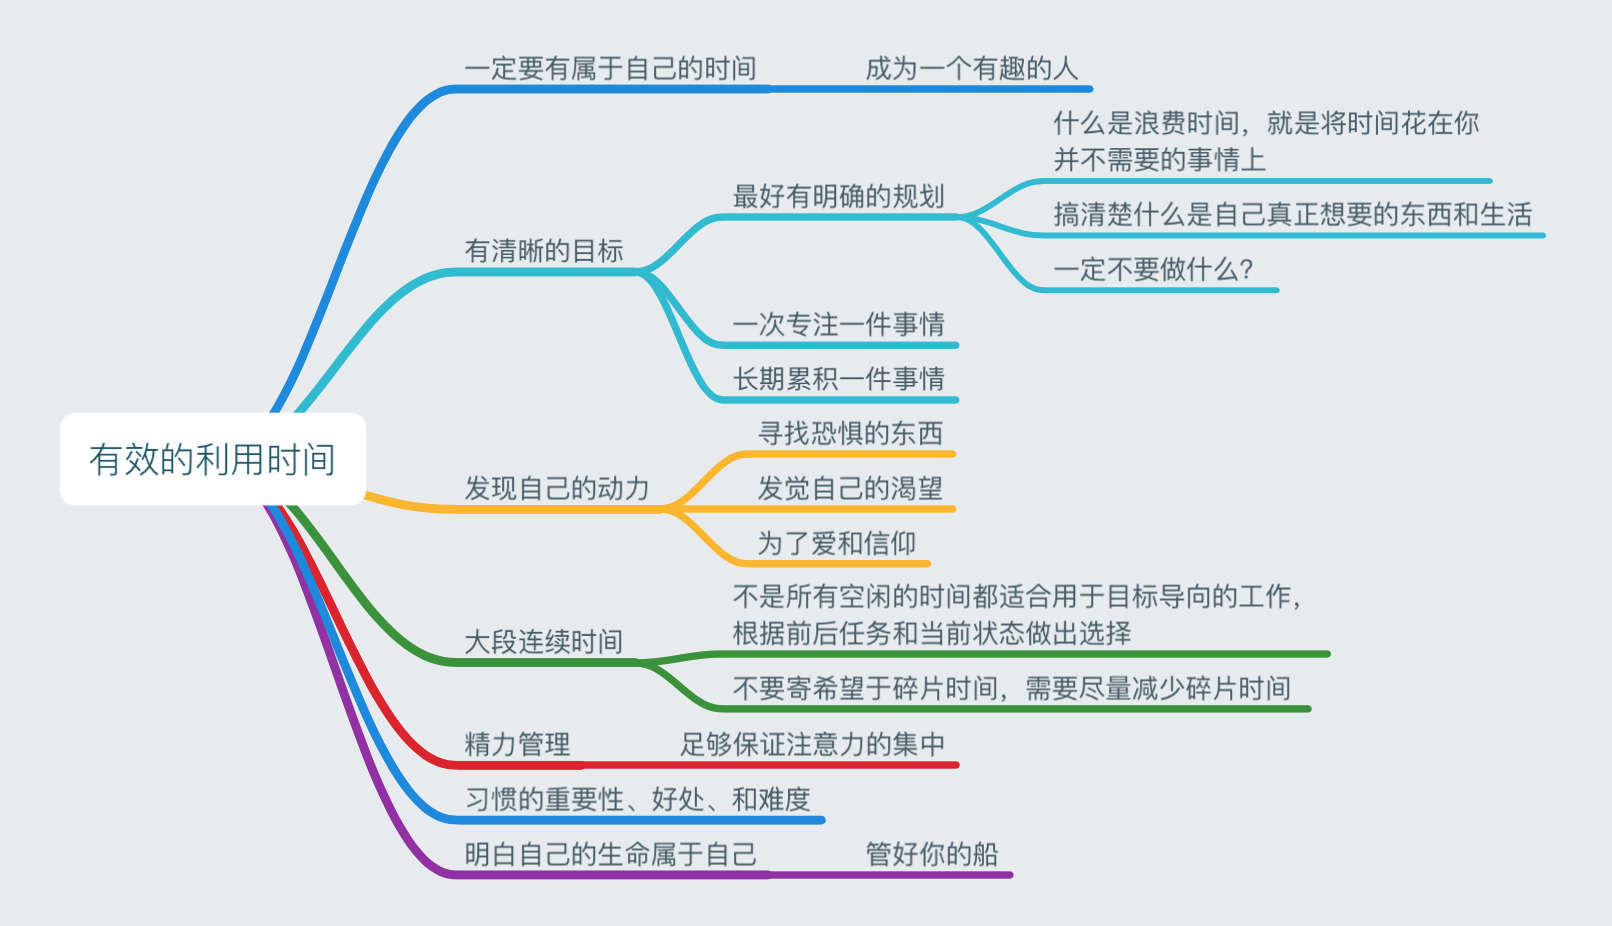 一定要有属于自己的时间
成为一个有趣的人
什么是浪费时间，就是将时间花在你
并不需要的事情上
最好有明确的规划
搞清楚什么是自己真正想要的东西和生活
有清晰的目标
一定不要做什么?
一次专注一件事情
长期累积一件事情
寻找恐惧的东西
有效的利用时间
发现自己的动力
发觉自己的渴望
为了爱和信仰
不是所有空闲的时间都适合用于目标导向的工作，
根据前后任务和当前状态做出选择
大段连续时间
不要寄希望于碎片时间，需要尽量减少碎片时间
精力管理
足够保证注意力的集中
习惯的重要性、好处、和难度
明白自己的生命属于自己
管好你的船